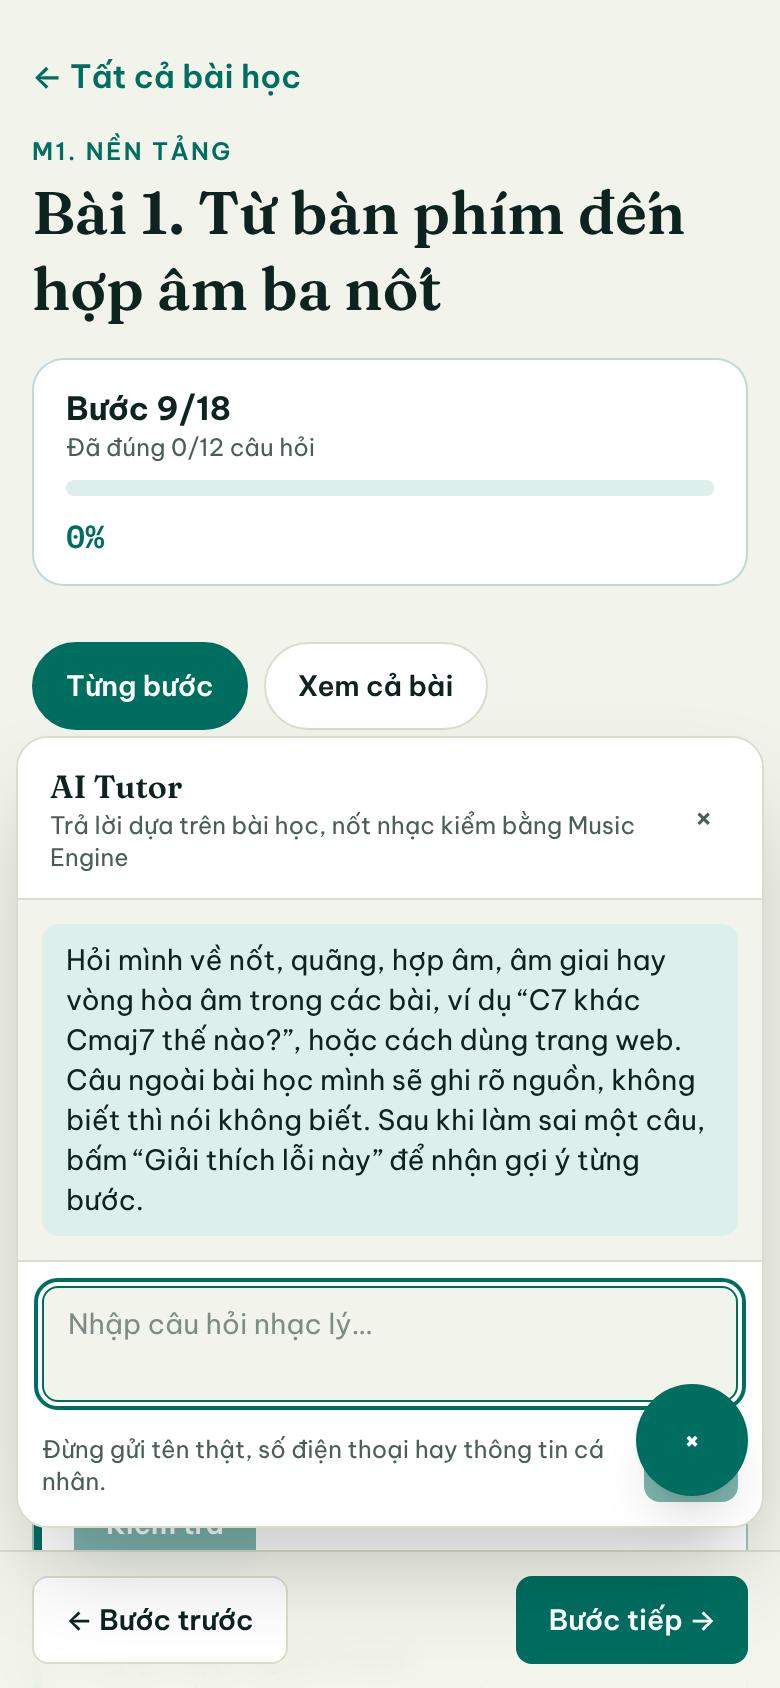 ← Tất cả bài học
M1. NỀN TẢNG
Bài 1. Từ bàn phím đến
hợp âm ba nốt
Bước 9/18
Đã đúng 0/12 câu hỏi
0%
Từng bước
Xem cả bài
AI Tutor
Trả lời dựa trên bài học, nốt nhạc kiểm bằng Music
Engine
×
Hỏi mình về nốt, quãng, hợp âm, âm giai hay
vòng hòa âm trong các bài, ví dụ “C7 khác
Cmaj7 thế nào?”, hoặc cách dùng trang web.
Câu ngoài bài học mình sẽ ghi rõ nguồn, không
biết thì nói không biết. Sau khi làm sai một câu,
bấm “Giải thích lỗi này” để nhận gợi ý từng
bước.
Nhập câu hỏi nhạc lý...
Đừng gửi tên thật, số điện thoại hay thông tin cá
nhân.
×
← Bước trước
Bước tiếp →